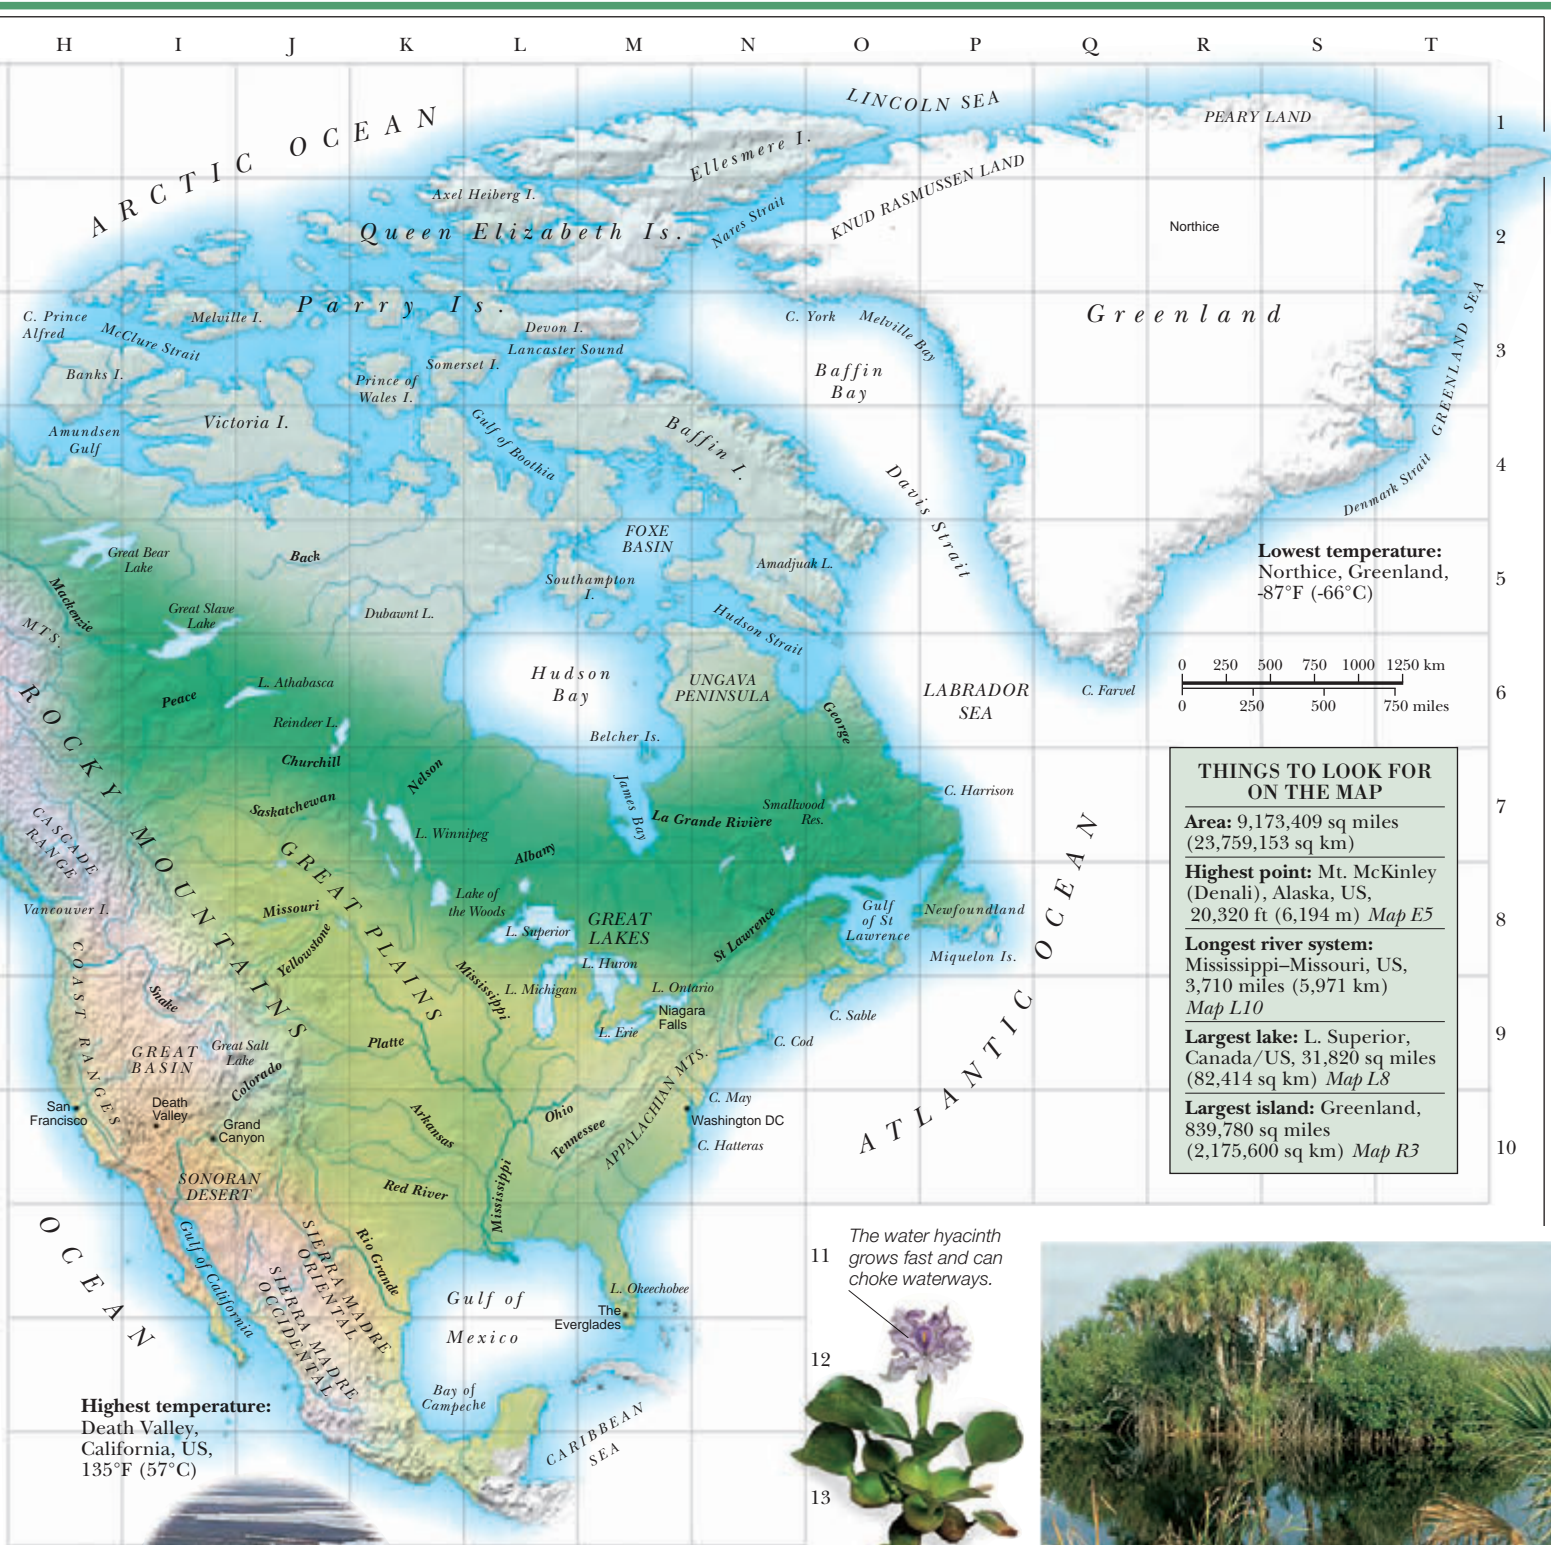 H I J K L M N O P Q R S T
LINCOLN SEA
PEARY LAND
1
ARCTIC OCEAN
Ellesmere I.
KNUD RASMUSSEN LAND
Axel Heiberg I.
Nares Strait
Northice
2
Queen Elizabeth Is.
Parry Is.
C. Prince
Alfred
McClure Strait
Melville I.
Devon I.
Lancaster Sound
C. York
Melville Bay
Greenland
GREENLAND SEA
3
Banks I.
Somerset I.
Prince of
Wales I.
Baffin
Bay
Victoria I.
Amundsen
Gulf
Gulf of Boothia
Baffin I.
4
Davis Strait
Denmark Strait
FOXE
BASIN
Great Bear
Lake
Back
Amadjuak L.
Southampton
I.
Lowest temperature:
Northice, Greenland,
-87°F (-66°C)
5
Mackenzie
MTS.
Great Slave
Lake
Dubawnt L.
Hudson Strait
Hudson
Bay
UNGAVA
PENINSULA
0 250 500 750 1000 1250 km
0 250 500 750 miles
LABRADOR
SEA
C. Farvel
6
Peace
L. Athabasca
Reindeer L.
George
Belcher Is.
ROCKY MOUNTAINS
Churchill
Nelson
James Bay
Saskatchewan
La Grande Rivière
Smallwood
Res.
C. Harrison
7
CASCADE
RANGE
L. Winnipeg
Albany
GREAT PLAINS
Vancouver I.
Missouri
Lake of
the Woods
GREAT
LAKES
L. Superior
St Lawrence
Gulf
of St
Lawrence
Newfoundland
Miquelon Is.
8
Yellowstone
Mississippi
L. Huron
L. Michigan
L. Ontario
Niagara
Falls
C. Sable
COAST RANGES
Snake
L. Erie
C. Cod
9
GREAT
BASIN
Great Salt
Lake
Platte
Colorado
APPALACHIAN MTS.
ATLANTIC OCEAN
San
Francisco
Death
Valley
Grand
Canyon
Arkansas
Ohio
Tennessee
C. May
Washington DC
C. Hatteras
10
SONORAN
DESERT
Red River
Mississippi
THINGS TO LOOK FOR
ON THE MAP
Area: 9,173,409 sq miles
(23,759,153 sq km)
Highest point: Mt. McKinley
(Denali), Alaska, US,
20,320 ft (6,194 m) Map E5
Longest river system:
Mississippi–Missouri, US,
3,710 miles (5,971 km)
Map L10
Largest lake: L. Superior,
Canada/US, 31,820 sq miles
(82,414 sq km) Map L8
Largest island: Greenland,
839,780 sq miles
(2,175,600 sq km) Map R3
OCEAN
Gulf of California
SIERRA MADRE
ORIENTAL
SIERRA MADRE
OCCIDENTAL
Rio Grande
Gulf of
Mexico
L. Okeechobee
The
Everglades
11
The water hyacinth
grows fast and can
choke waterways.
12
Bay of
Campeche
CARIBBEAN
SEA
Highest temperature:
Death Valley,
California, US,
135°F (57°C)
13